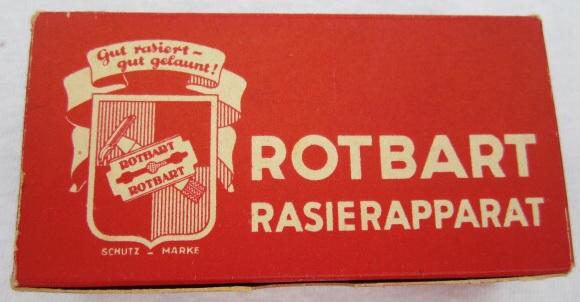 Gut rasiert –
gut gelaunt!
ROTBART
ROTBART
SCHUTZ – MARKE
ROTBART
RASIERAPPARAT